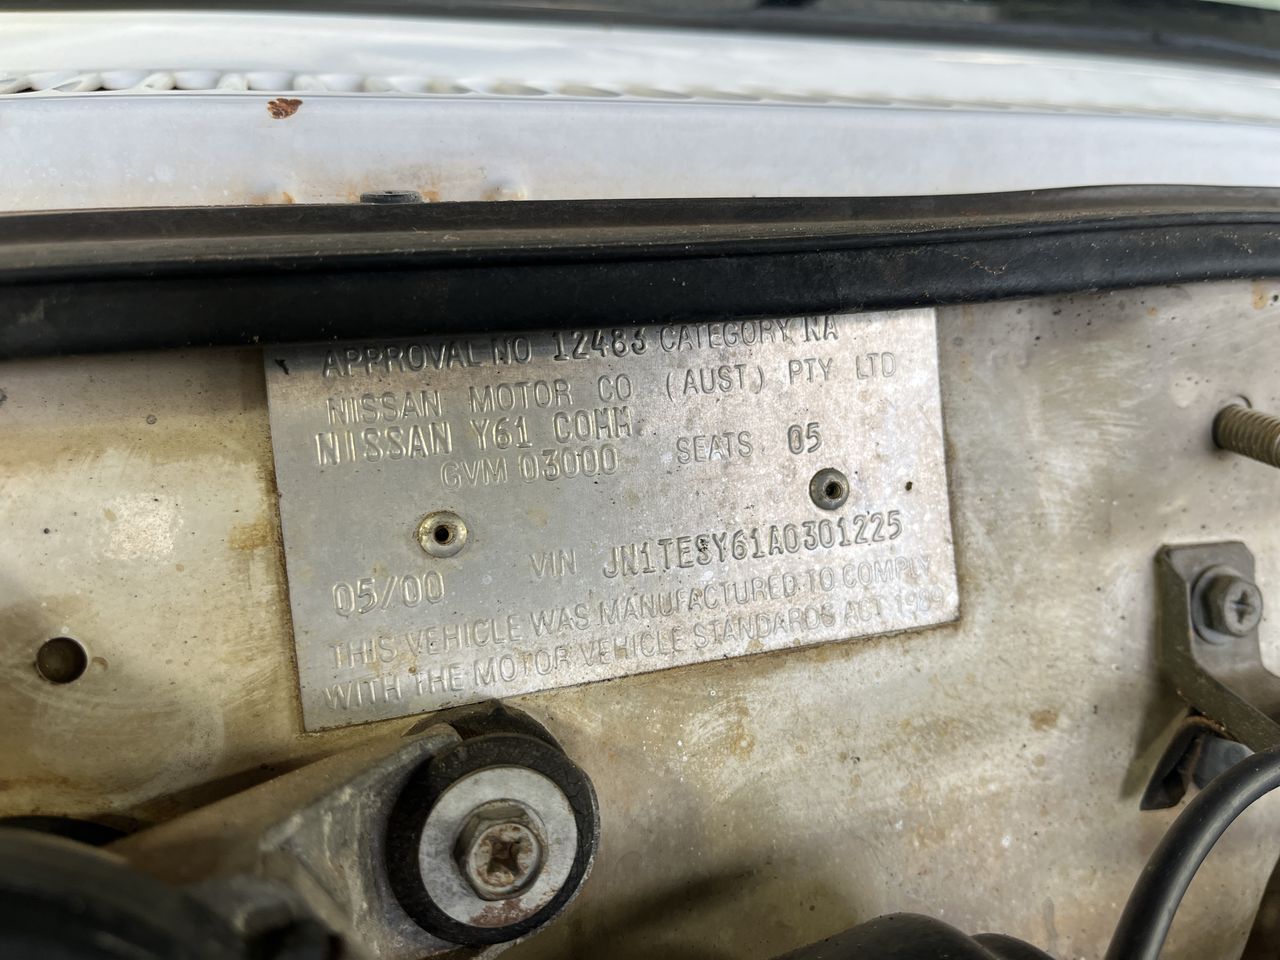 APPROVAL NO 12483 CATEGORY NA
NISSAN MOTOR CO (AUST) PTY LTD
NISSAN Y61 COMM.
GVM 03000 SEATS 05
05/00 VIN JN1TESY61A0301225
THIS VEHICLE WAS MANUFACTURED TO COMPLY
WITH THE MOTOR VEHICLE STANDARDS ACT 1989